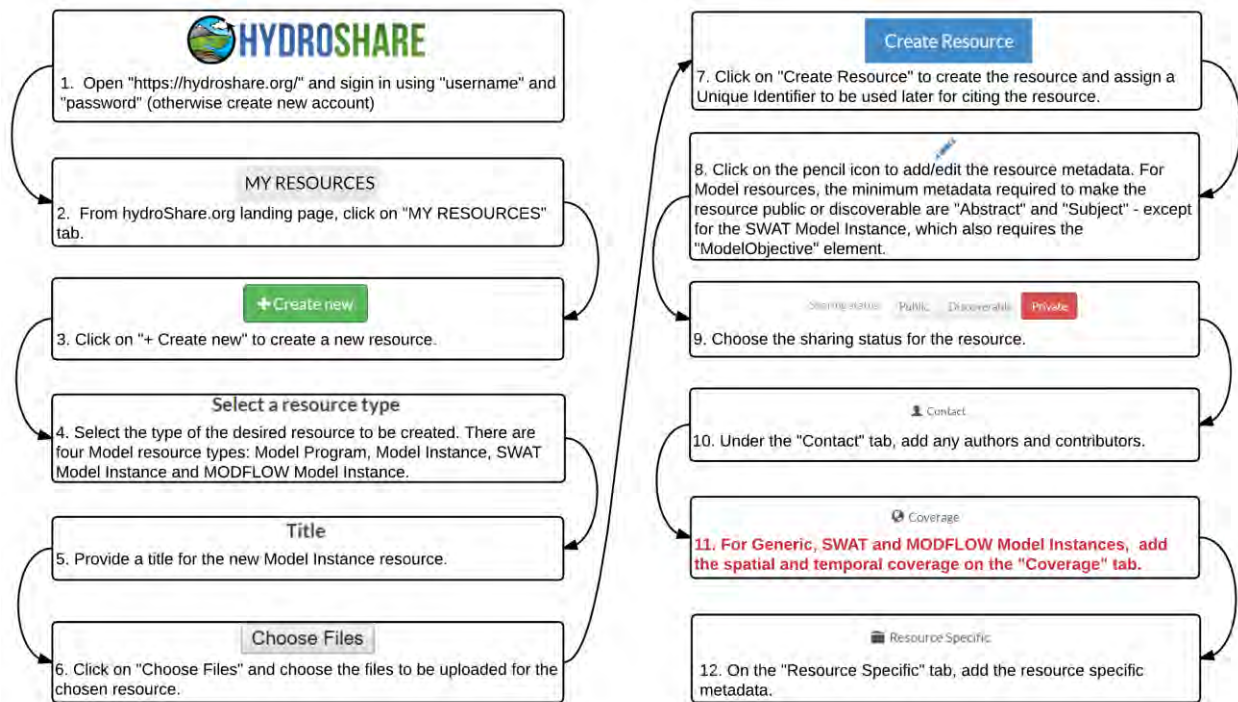 HYDROSHARE
1. Open "https://hydroshare.org/" and sigin in using "username" and
"password" (otherwise create new account)
MY RESOURCES
2. From hydroShare.org landing page, click on "MY RESOURCES"
tab.
+Create new
3. Click on "+ Create new" to create a new resource.
Select a resource type
4. Select the type of the desired resource to be created. There are
four Model resource types: Model Program, Model Instance, SWAT
Model Instance and MODFLOW Model Instance.
Title
5. Provide a title for the new Model Instance resource.
Choose Files
6. Click on "Choose Files" and choose the files to be uploaded for the
chosen resource.
Create Resource
7. Click on "Create Resource" to create the resource and assign a
Unique Identifier to be used later for citing the resource.
8. Click on the pencil icon to add/edit the resource metadata. For
Model resources, the minimum metadata required to make the
resource public or discoverable are "Abstract" and "Subject" - except
for the SWAT Model Instance, which also requires the
"ModelObjective" element.
Sharing status: Public Discoverable Private
9. Choose the sharing status for the resource.
Contact
10. Under the "Contact" tab, add any authors and contributors.
Coverage
11. For Generic, SWAT and MODFLOW Model Instances, add
the spatial and temporal coverage on the "Coverage" tab.
Resource Specific
12. On the "Resource Specific" tab, add the resource specific
metadata.